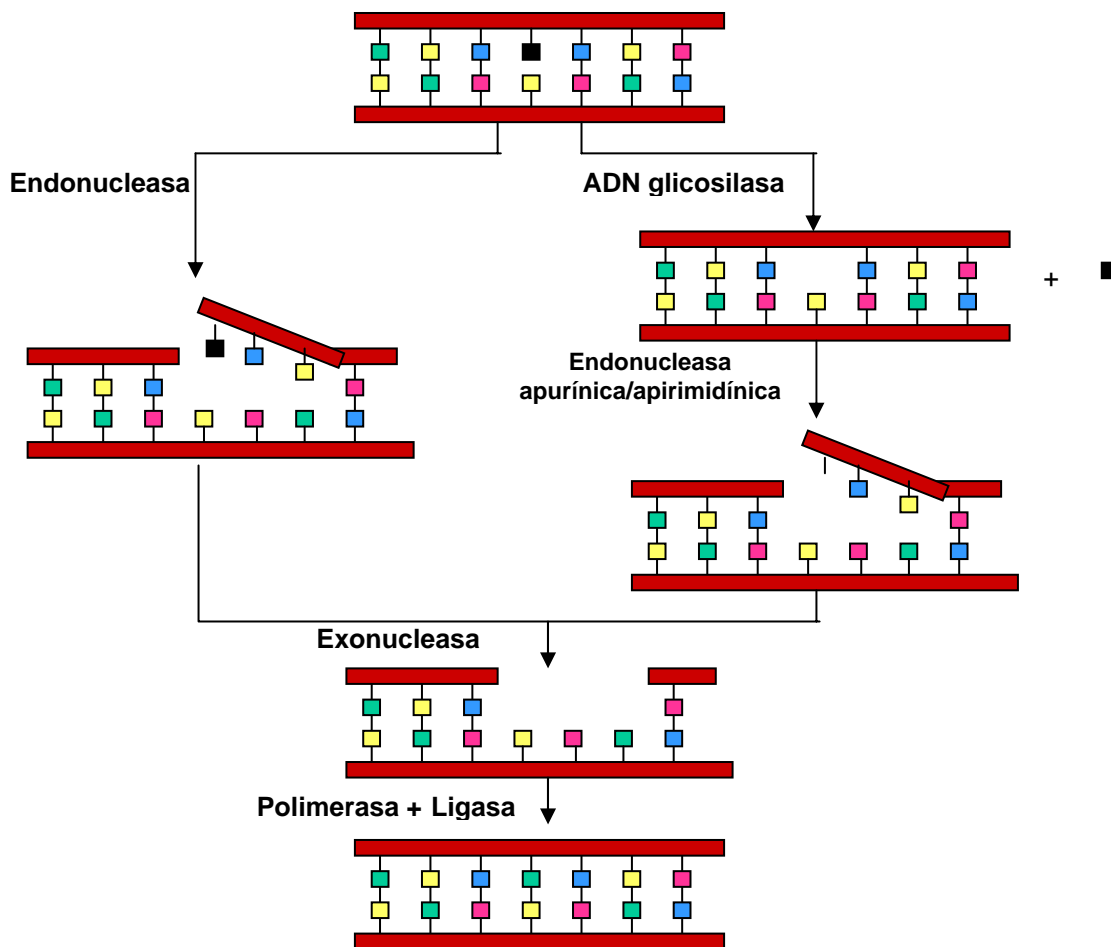 Endonucleasa
ADN glicosilasa
+
Endonucleasa
apurínica/apirimidínica
Exonucleasa
Polimerasa + Ligasa